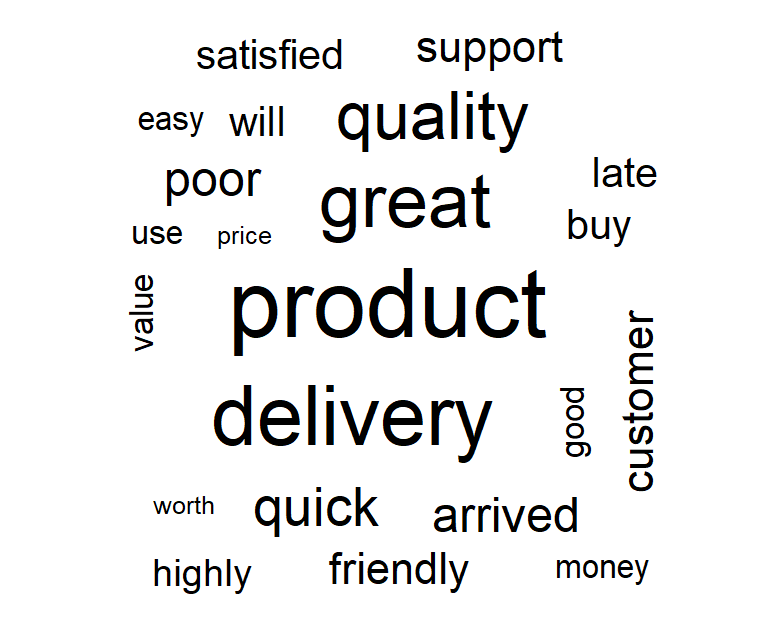 satisfied support
easy will quality
poor great late
use price buy
value product
delivery good customer
worth quick arrived
highly friendly money